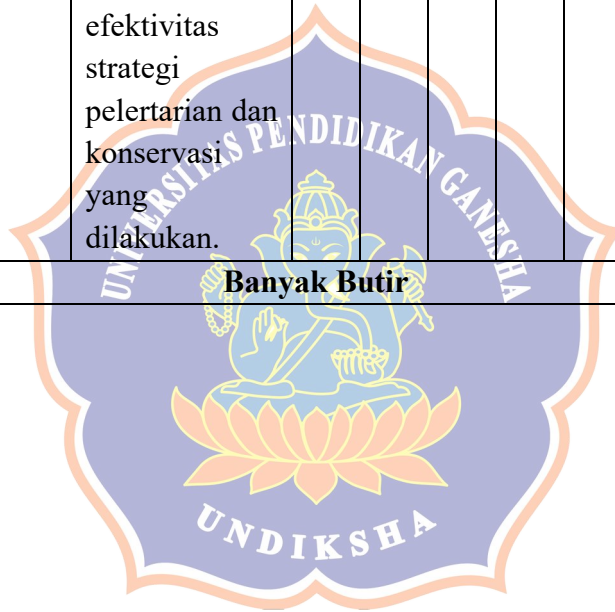 efektivitas
strategi
pelertarian dan
konservasi
yang
dilakukan.
Banyak Butir
UNIVERSITAS PENDIDIKAN GANESHA
UNDIKSHA